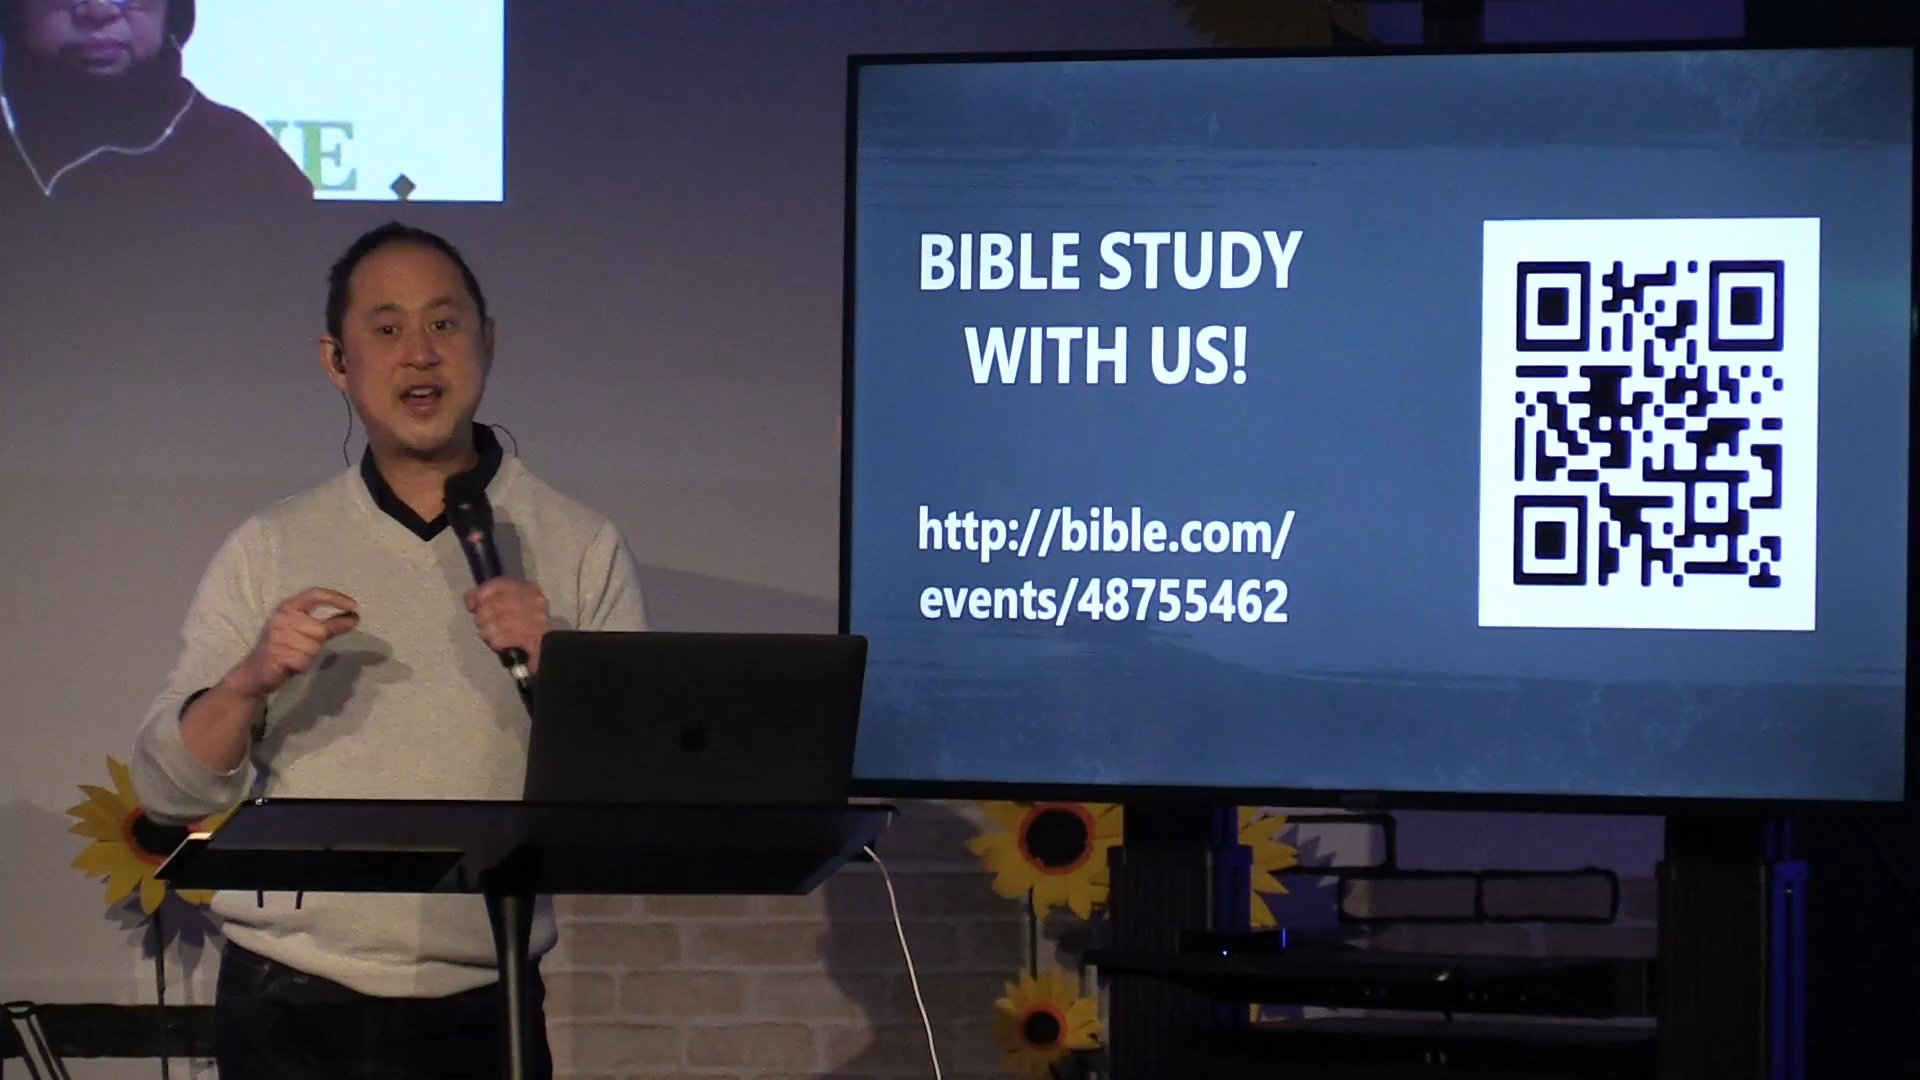 BIBLE STUDY
WITH US!
http://bible.com/
events/48755462